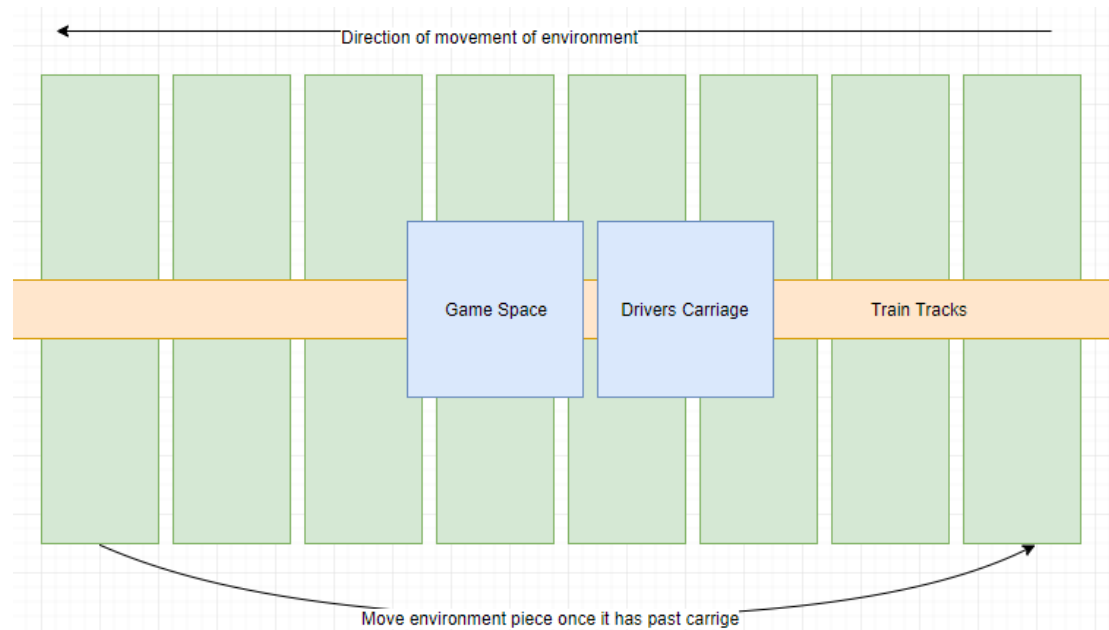 Direction of movement of environment
Game Space
Drivers Carriage
Train Tracks
Move environment piece once it has past carrige